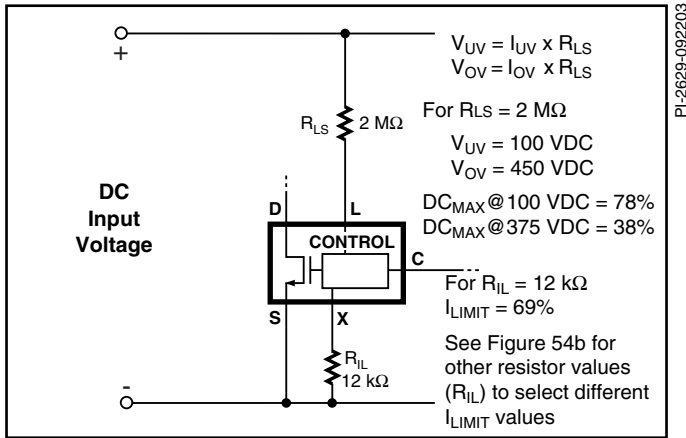 PI-2629-092203
+
DC
Input
Voltage
-
R_LS
2 MΩ
D
L
CONTROL
C
S
X
R_IL
12 kΩ
V_UV = I_UV x R_LS
V_OV = I_OV x R_LS
For RLS = 2 MΩ
V_UV = 100 VDC
V_OV = 450 VDC
DC_MAX@100 VDC = 78%
DC_MAX@375 VDC = 38%
For R_IL = 12 kΩ
I_LIMIT = 69%
See Figure 54b for
other resistor values
(R_IL) to select different
I_LIMIT values